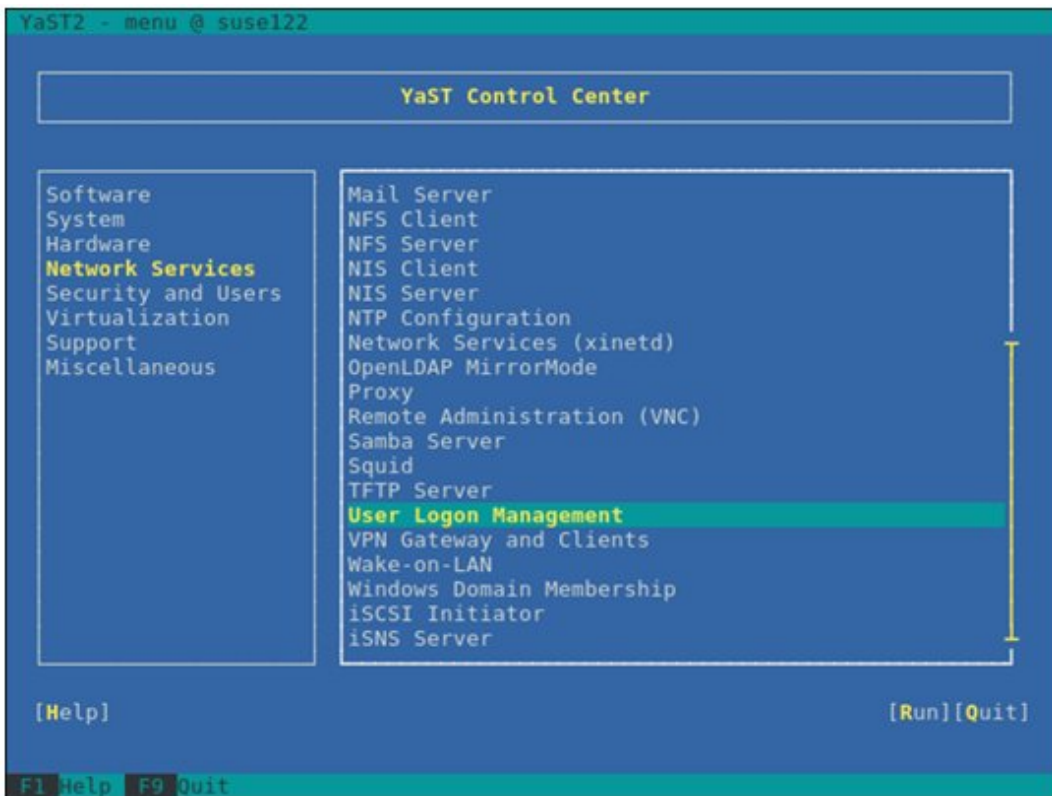 YaST2 - menu @ suse122
YaST Control Center
Software
System
Hardware
Network Services
Security and Users
Virtualization
Support
Miscellaneous
Mail Server
NFS Client
NFS Server
NIS Client
NIS Server
NTP Configuration
Network Services (xinetd)
OpenLDAP MirrorMode
Proxy
Remote Administration (VNC)
Samba Server
Squid
TFTP Server
User Logon Management
VPN Gateway and Clients
Wake-on-LAN
Windows Domain Membership
iSCSI Initiator
iSNS Server
[Help] [Run][Quit]
F1 Help F9 Quit